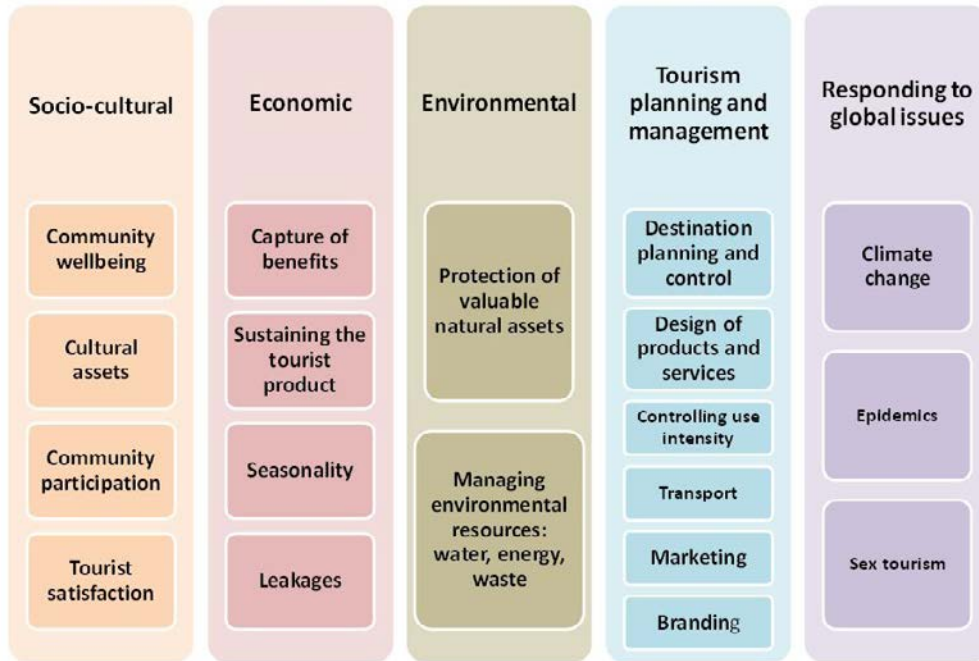 Socio-cultural
Community
wellbeing
Cultural
assets
Community
participation
Tourist
satisfaction
Economic
Capture of
benefits
Sustaining the
tourist
product
Seasonality
Leakages
Environmental
Protection of
valuable
natural assets
Managing
environmental
resources:
water, energy,
waste
Tourism
planning and
management
Destination
planning and
control
Design of
products and
services
Controlling use
intensity
Transport
Marketing
Branding
Responding to
global issues
Climate
change
Epidemics
Sex tourism